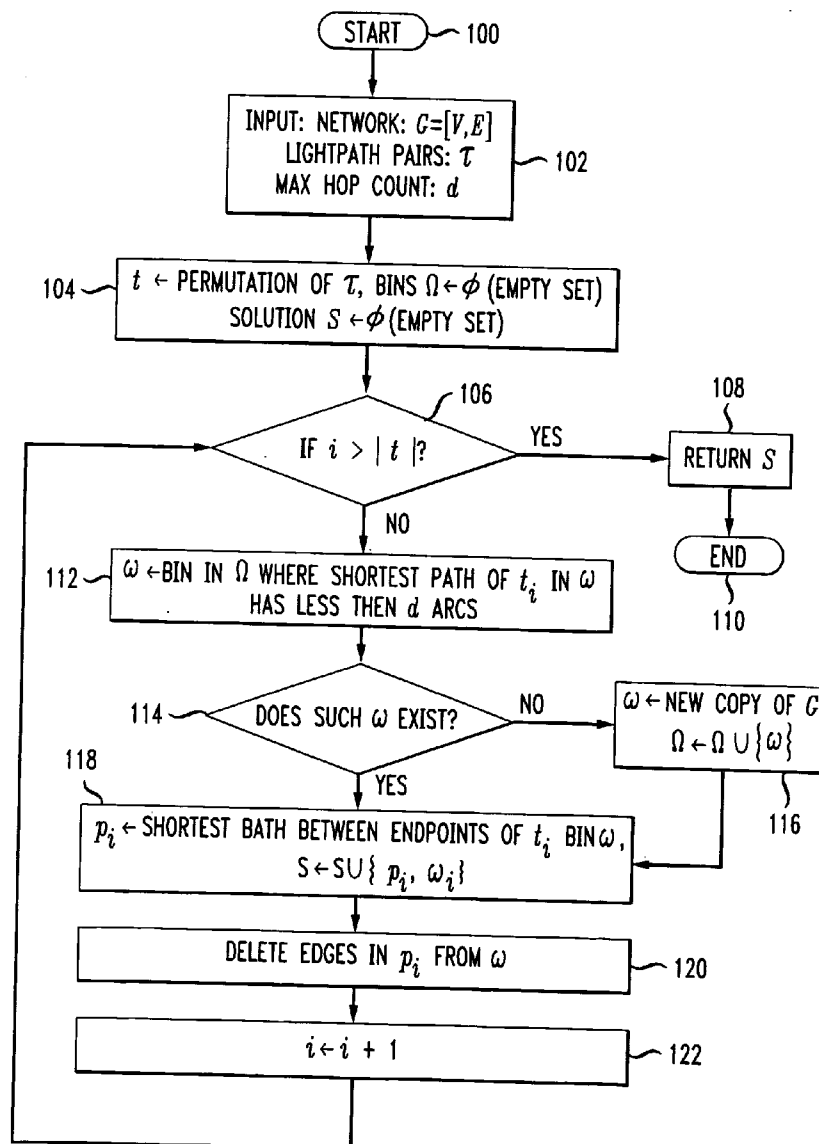 START
100
INPUT: NETWORK: G=[V,E]
LIGHTPATH PAIRS: τ
MAX HOP COUNT: d
102
104
t ← PERMUTATION OF τ, BINS Ω←ϕ (EMPTY SET)
SOLUTION S ←ϕ (EMPTY SET)
106
IF i > | t |?
YES
108
RETURN S
NO
END
110
112
ω ←BIN IN Ω WHERE SHORTEST PATH OF t_i IN ω
HAS LESS THEN d ARCS
114
DOES SUCH ω EXIST?
NO
ω ←NEW COPY OF G
Ω ←Ω ∪{ω}
116
YES
118
p_i ←SHORTEST BATH BETWEEN ENDPOINTS OF t_i BIN ω,
S←S∪{ p_i, ω_i}
DELETE EDGES IN p_i FROM ω
120
i ← i + 1
122